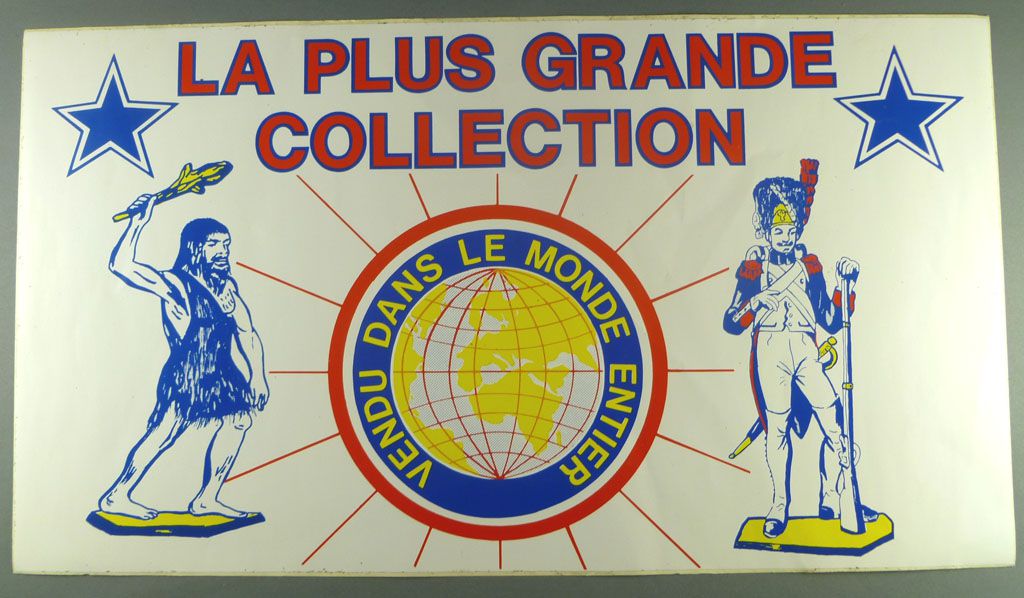 LA PLUS GRANDE
COLLECTION
VENDU DANS LE MONDE ENTIER